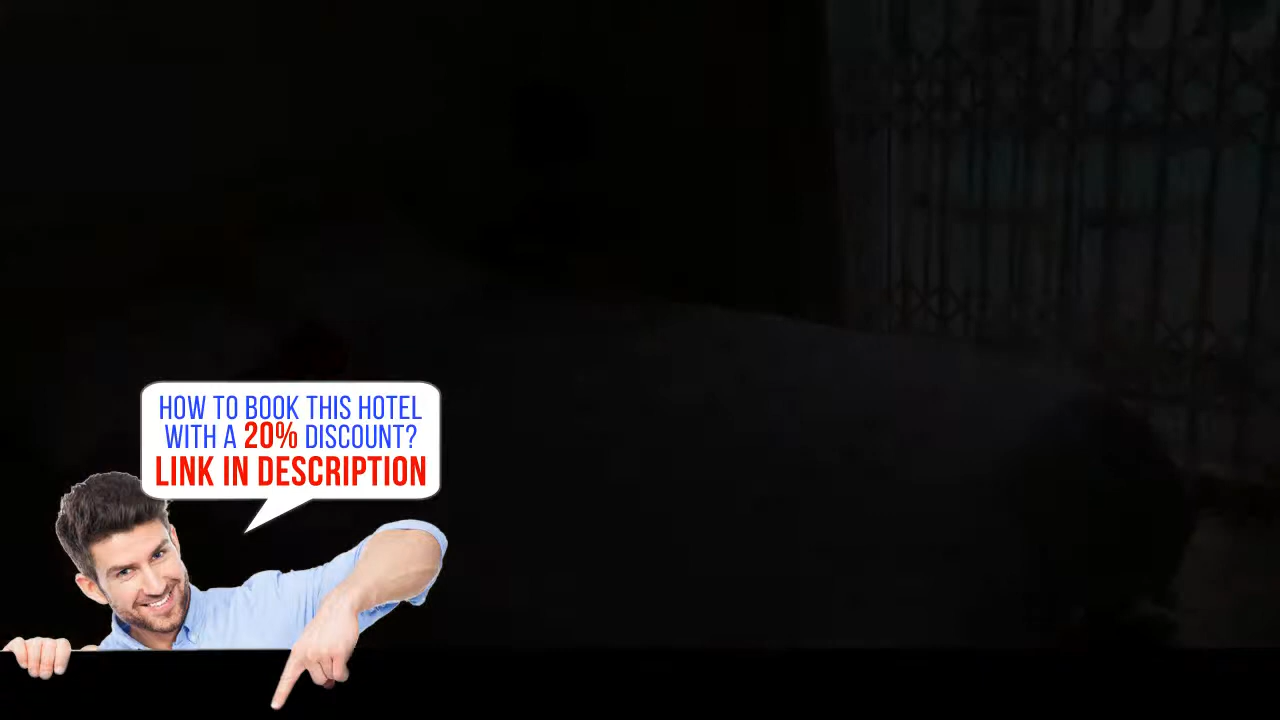 HOW TO BOOK THIS HOTEL
WITH A 20% DISCOUNT?
LINK IN DESCRIPTION